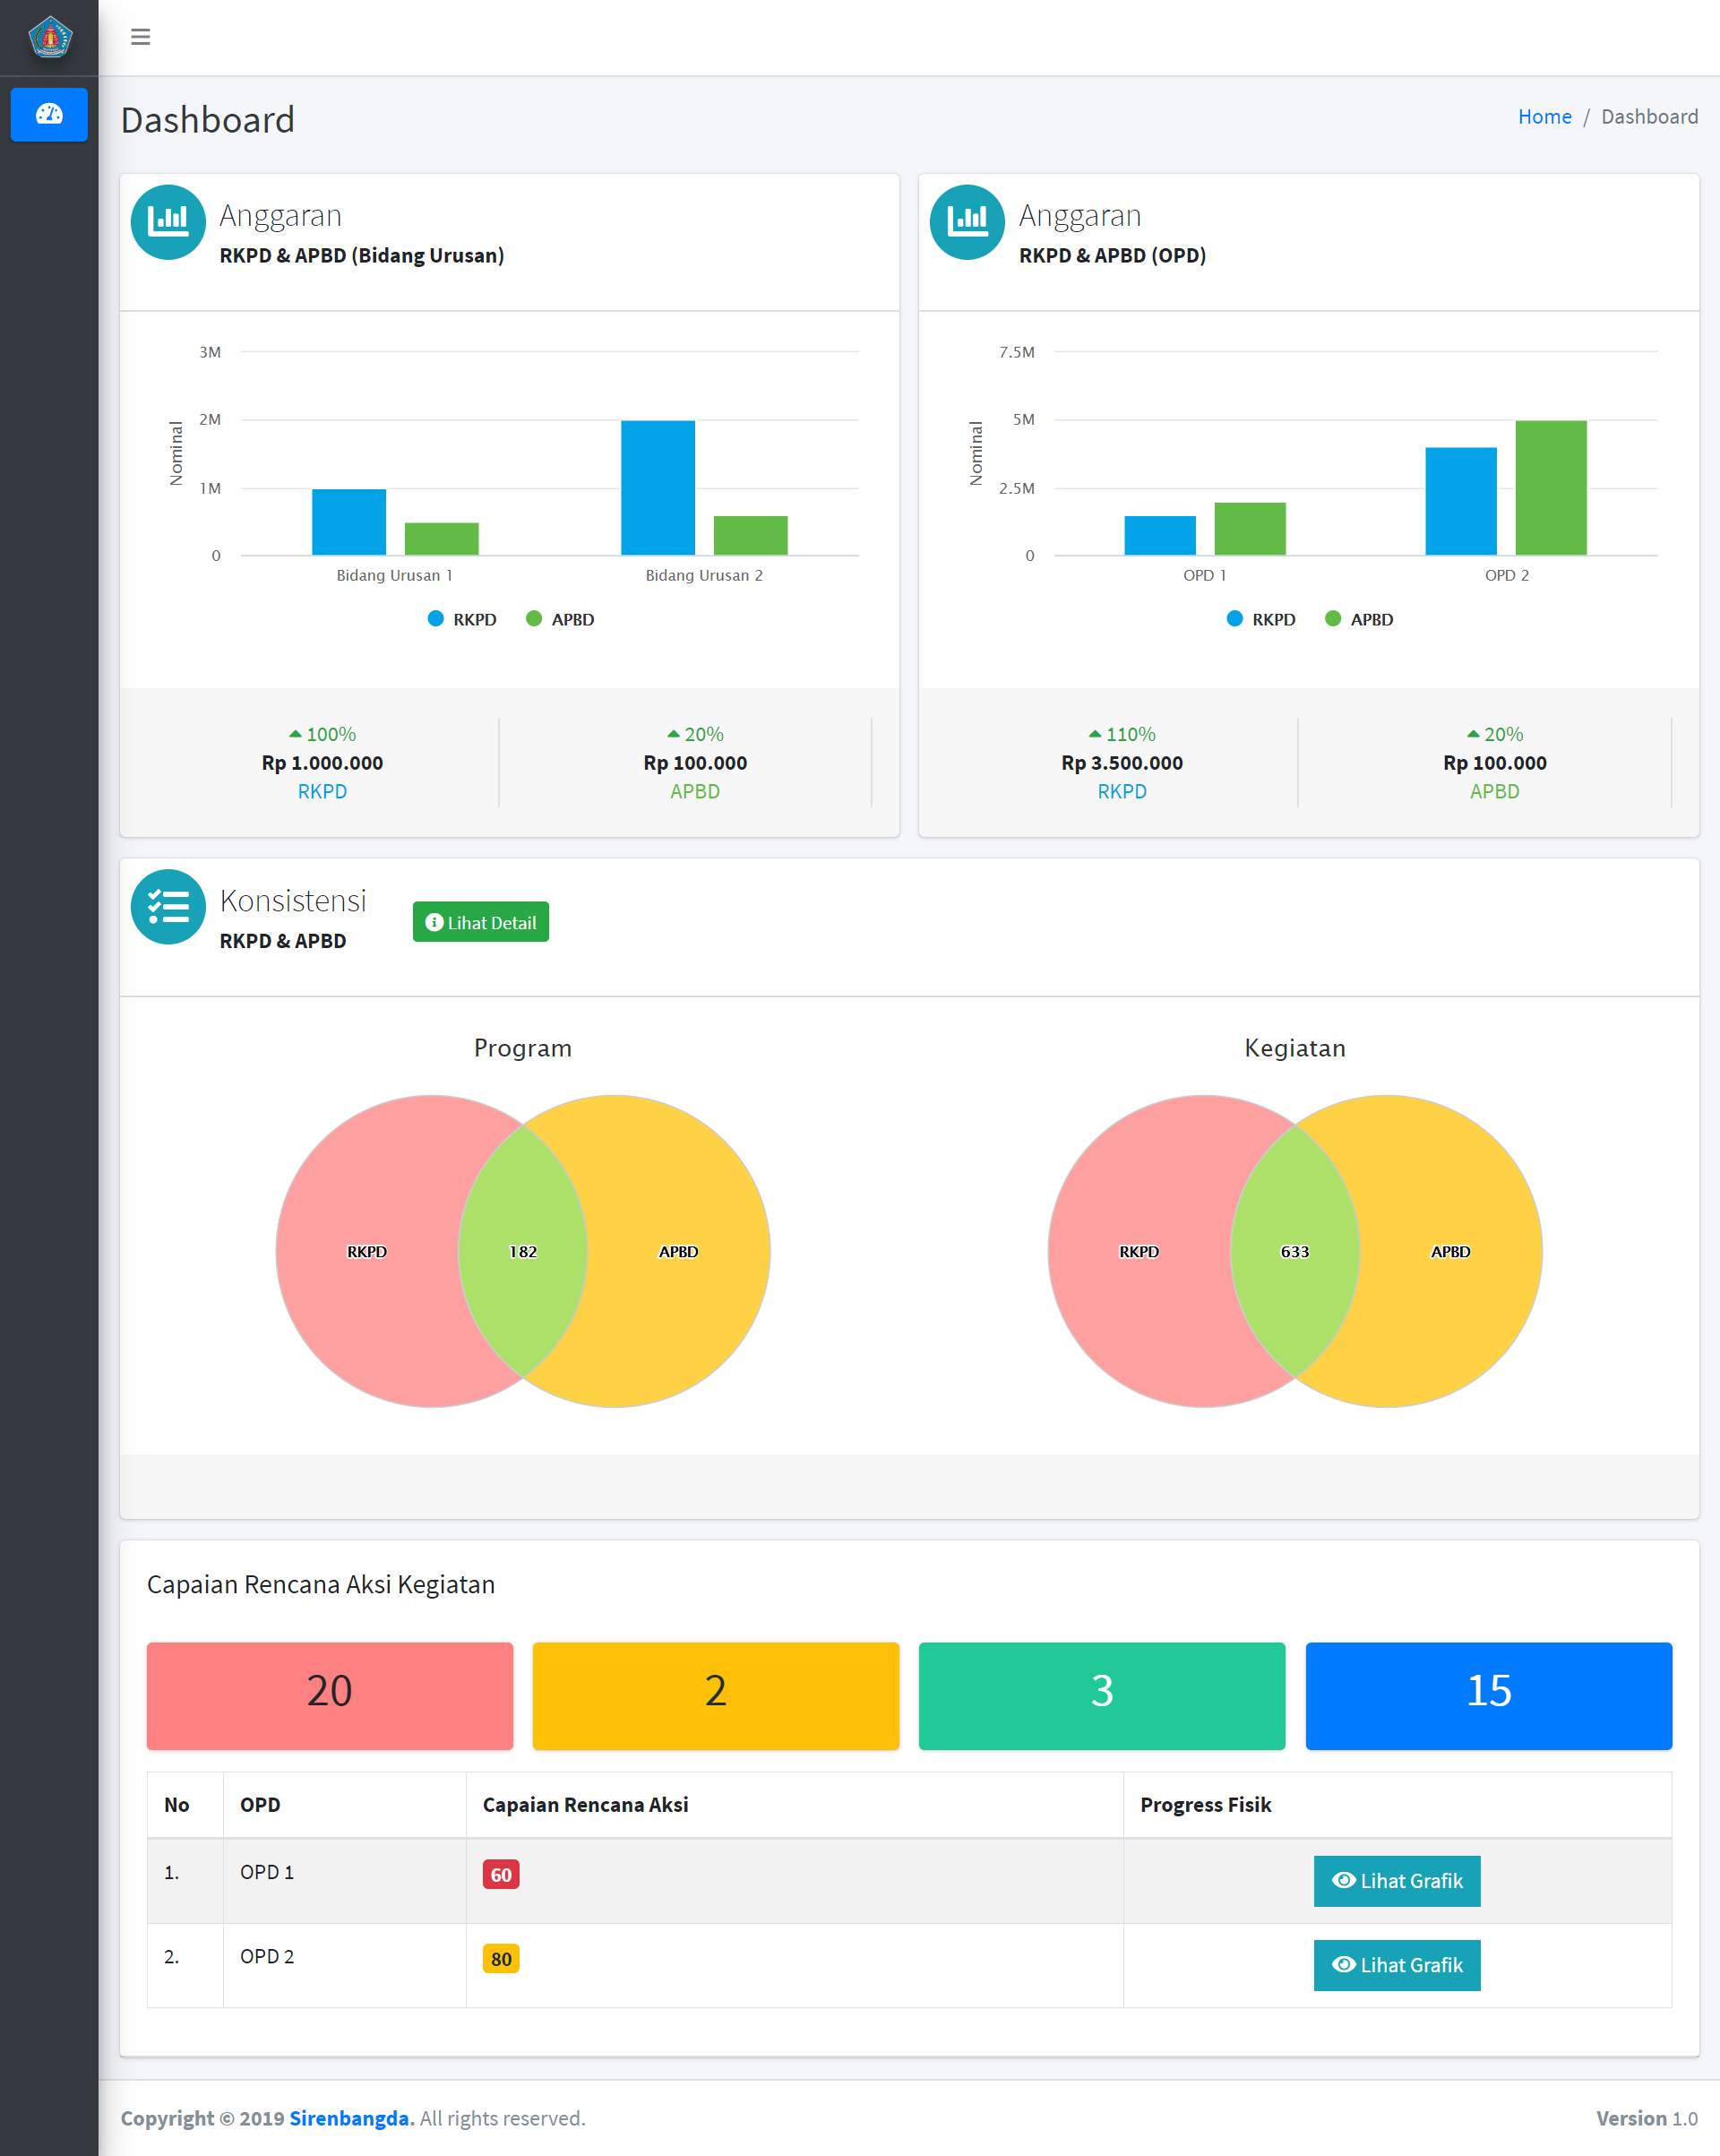 Dashboard
Home / Dashboard
Anggaran
RKPD & APBD (Bidang Urusan)
3M
2M
1M
0
Nominal
Bidang Urusan 1
Bidang Urusan 2
RKPD
APBD
100%
Rp 1.000.000
RKPD
20%
Rp 100.000
APBD
Anggaran
RKPD & APBD (OPD)
7.5M
5M
2.5M
0
Nominal
OPD 1
OPD 2
RKPD
APBD
110%
Rp 3.500.000
RKPD
20%
Rp 100.000
APBD
Konsistensi
RKPD & APBD
Lihat Detail
Program
RKPD
182
APBD
Kegiatan
RKPD
633
APBD
Capaian Rencana Aksi Kegiatan
20
2
3
15
No OPD Capaian Rencana Aksi Progress Fisik
1. OPD 1 60 Lihat Grafik
2. OPD 2 80 Lihat Grafik
Copyright © 2019 Sirenbangda. All rights reserved.
Version 1.0